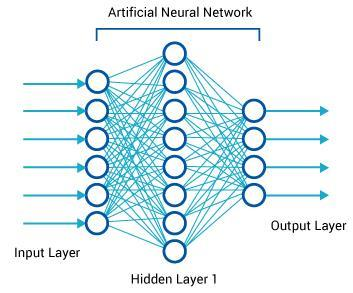 Artificial Neural Network
Input Layer
Output Layer
Hidden Layer 1